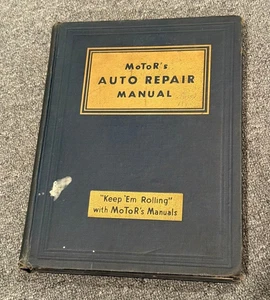 MoToR's
AUTO REPAIR
MANUAL
"Keep 'Em Rolling"
with MoToR's Manuals